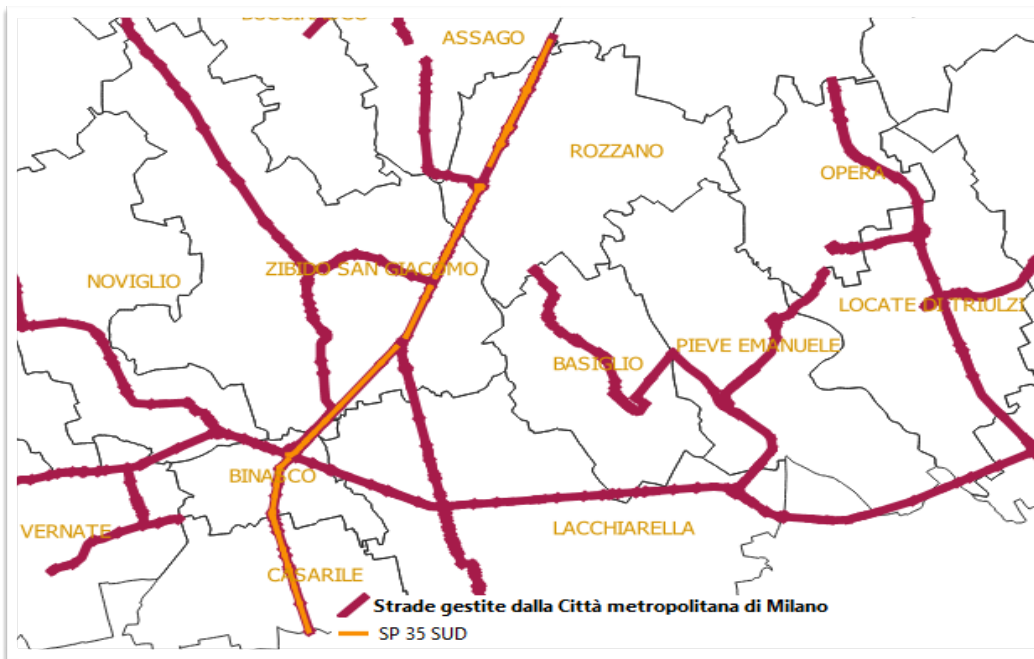 ASSAGO
ROZZANO
OPERA
ZIBIDO SAN GIACOMO
NOVIGLIO
LOCATE DI TRIULZI
PIEVE EMANUELE
BASIGLIO
BINASCO
VERNATE
LACCHIARELLA
CASARILE
Strade gestite dalla Città metropolitana di Milano
SP 35 SUD